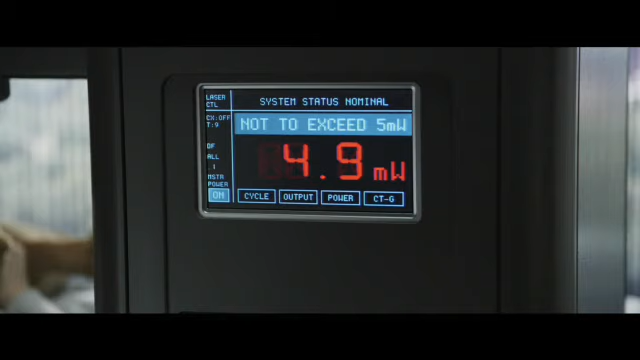 LASER
CTL
SYSTEM STATUS NOMINAL
CX:OFF
T:9
NOT TO EXCEED 5mW
DF
ALL
1
4.9 mW
MSTR
POWER
ON
CYCLE
OUTPUT
POWER
CT-G